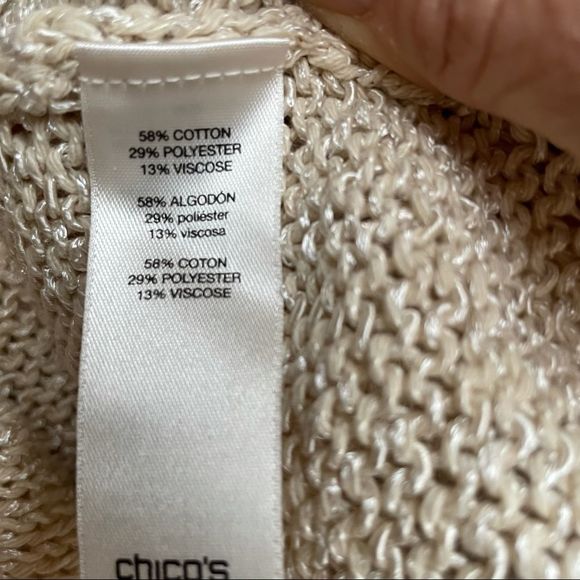 58% COTTON
29% POLYESTER
13% VISCOSE
58% ALGODÓN
29% poliéster
13% viscosa
58% COTON
29% POLYESTER
13% VISCOSE
chico's